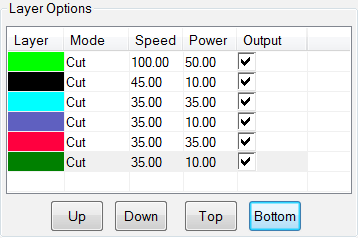 Layer Options
Layer Mode Speed Power Output
Cut 100.00 50.00
Cut 45.00 10.00
Cut 35.00 35.00
Cut 35.00 10.00
Cut 35.00 35.00
Cut 35.00 10.00
Up Down Top Bottom